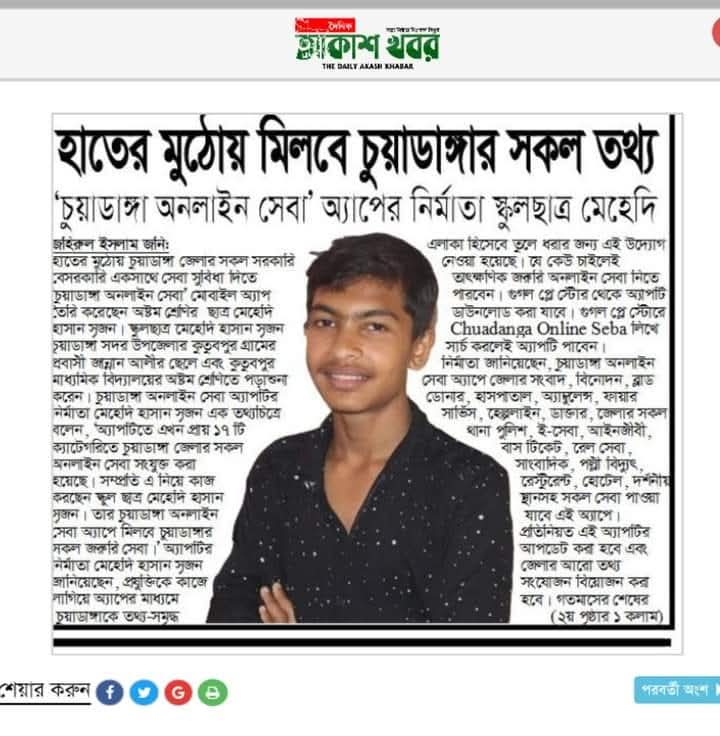 দৈনিক
আকাশ খবর
THE DAILY AKASH KHABAR
হাতের মুঠোয় মিলবে চুয়াডাঙ্গার সকল তথ্য
‘চুয়াডাঙ্গা অনলাইন সেবা’ অ্যাপের নির্মাতা স্কুলছাত্র মেহেদি
জহিরুল ইসলাম জনি:
হাতের মুঠোয় চুয়াডাঙ্গা জেলার সকল সরকারি
বেসরকারি একসাথে সেবা সুবিধা দিতে
‘চুয়াডাঙ্গা অনলাইন সেবা’ মোবাইল অ্যাপ
তৈরি করেছেন অষ্টম শ্রেণির ছাত্র মেহেদি
হাসান সৃজন। স্কুলছাত্র মেহেদি হাসান সৃজন
চুয়াডাঙ্গা সদর উপজেলার কুতুবপুর গ্রামের
প্রবাসী জান্নান আলীর ছেলে এবং কুতুবপুর
মাধ্যমিক বিদ্যালয়ের অষ্টম শ্রেণিতে পড়াশুনা
করেন। চুয়াডাঙ্গা অনলাইন সেবা অ্যাপটির
নির্মাতা মেহেদি হাসান সৃজন এক তথ্যচিত্রে
বলেন, ‘অ্যাপটিতে এখন প্রায় ১৭ টি
ক্যাটেগরিতে চুয়াডাঙ্গা জেলার সকল
অনলাইন সেবা সংযুক্ত করা
হয়েছে। সম্প্রতি এ নিয়ে কাজ
করছেন স্কুল ছাত্র মেহেদি হাসান
সৃজন। তার চুয়াডাঙ্গা অনলাইন
সেবা অ্যাপে মিলবে চুয়াডাঙ্গার
সকল জরুরি সেবা।’ অ্যাপটির
নির্মাতা মেহেদি হাসান সৃজন
জানিয়েছেন, প্রযুক্তিকে কাজে
লাগিয়ে অ্যাপের মাধ্যমে
চুয়াডাঙ্গাকে তথ্য-সমৃদ্ধ
এলাকা হিসেবে তুলে ধরার জন্য এই উদ্যোগ
নেওয়া হয়েছে। যে কেউ চাইলেই
তাৎক্ষণিক জরুরি অনলাইন সেবা নিতে
পারবেন। গুগল প্লে স্টোর থেকে অ্যাপটি
ডাউনলোড করা যাবে। গুগল প্লে স্টোরে
Chuadanga Online Seba লিখে
সার্চ করলেই অ্যাপটি পাবেন।
নির্মিতা জানিয়েছেন, চুয়াডাঙ্গা অনলাইন
সেবা অ্যাপে জেলার সংবাদ, বিনোদন, ব্লাড
ডোনার, হাসপাতাল, অ্যাম্বুলেন্স, ফায়ার
সার্ভিস, হেল্পলাইন, ডাক্তার, জেলার সকল
থানা পুলিশ, ই-সেবা, আইনজীবী,
বাস টিকেট, রেল সেবা,
সাংবাদিক, পল্লী বিদ্যুৎ,
রেস্টুরেন্ট, হোটেল, দর্শনীয়
স্থানসহ সকল সেবা পাওয়া
যাবে এই অ্যাপে।
প্রতিনিয়ত এই অ্যাপটির
আপডেট করা হবে এবং
জেলার আরো তথ্য
সংযোজন বিয়োজন করা
হবে। গতমাসের শেষের
(২য় পৃষ্ঠার ১ কলাম)
শেয়ার করুন
পরবর্তী অংশ